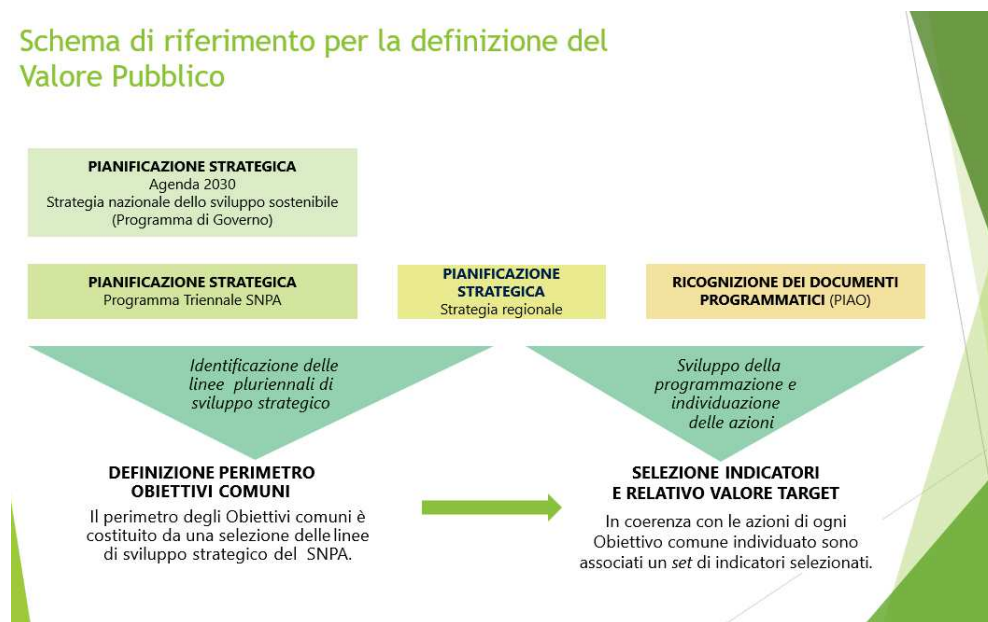 Schema di riferimento per la definizione del
Valore Pubblico
PIANIFICAZIONE STRATEGICA
Agenda 2030
Strategia nazionale dello sviluppo sostenibile
(Programma di Governo)
PIANIFICAZIONE STRATEGICA
Programma Triennale SNPA
PIANIFICAZIONE
STRATEGICA
Strategia regionale
RICOGNIZIONE DEI DOCUMENTI
PROGRAMMATICI (PIAO)
Identificazione delle
linee pluriennali di
sviluppo strategico
Sviluppo della
programmazione e
individuazione
delle azioni
DEFINIZIONE PERIMETRO
OBIETTIVI COMUNI
Il perimetro degli Obiettivi comuni è
costituito da una selezione delle linee
di sviluppo strategico del SNPA.
SELEZIONE INDICATORI
E RELATIVO VALORE TARGET
In coerenza con le azioni di ogni
Obiettivo comune individuato sono
associati un set di indicatori selezionati.